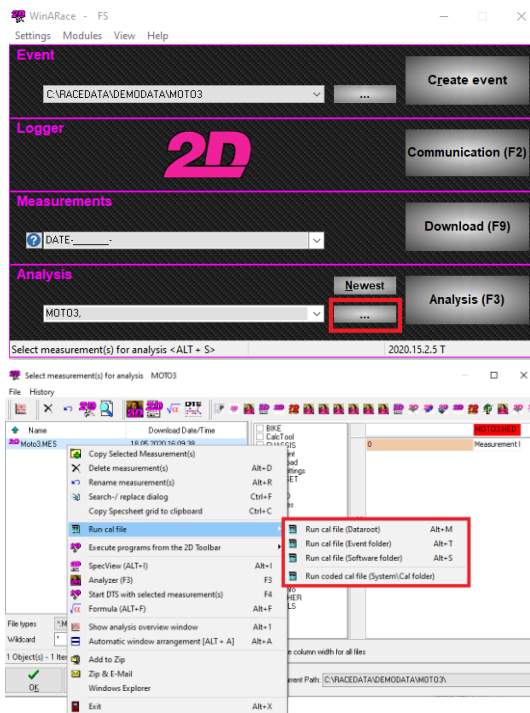 WinARace - FS
Settings Modules View Help
Event
C:\RACEDATA\DEMODATA\MOTO3
...
Create event
Logger
2D
Communication (F2)
Measurements
DATE-______-
Download (F9)
Analysis
Newest
MOTO3,
...
Analysis (F3)
Select measurement(s) for analysis <ALT + S>
2020.15.2.5 T
Select measurement(s) for analysis MOTO3
File History
Name Download Date/Time
Moto3.MES 18.05.2020 16:09:38
BIKE
CalcTool
MOTO3.HED
0 Measurement
Copy Selected Measurement(s)
Delete measurement(s) Alt+D
Rename measurement(s) Alt+R
Search-/ replace dialog Ctrl+F
Copy Specsheet grid to clipboard Ctrl+C
Run cal file
Run cal file (Dataroot) Alt+M
Run cal file (Event folder) Alt+T
Run cal file (Software folder) Alt+S
Run coded cal file (System\Cal folder)
Execute programs from the 2D Toolbar
SpecView (ALT+I) Alt+I
Analyzer (F3) F3
Start DTS with selected measurement(s) F4
Formula (ALT+F) Alt+F
Show analysis overview window Alt+1
Automatic window arrangement [ALT + A] Alt+A
Add to Zip
Zip & E-Mail
Windows Explorer
Exit Alt+X
File types *.M
Wildcard *
1 Object(s) - 1 Ite
e column width for all files
OK
rrent Path: C:\RACEDATA\DEMODATA\MOTO3\